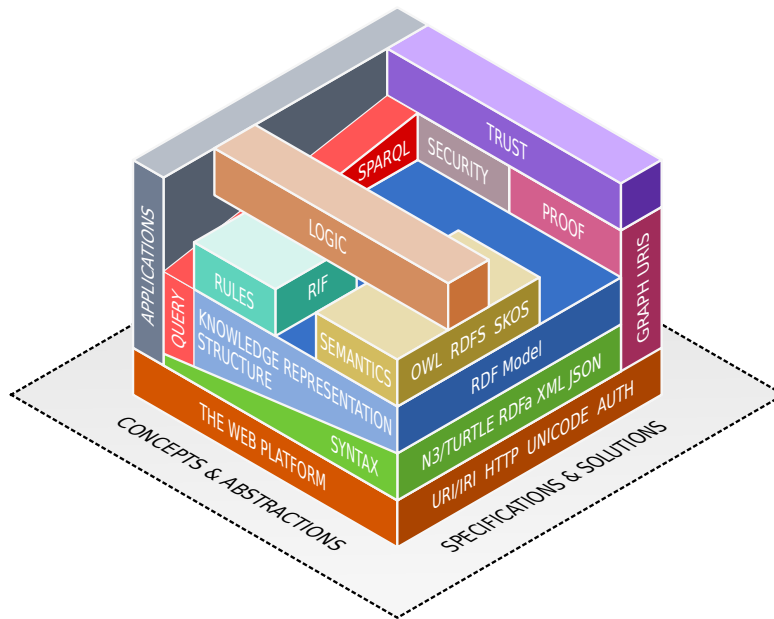 TRUST
SPARQL
SECURITY
PROOF
APPLICATIONS
LOGIC
GRAPH URIS
RULES
RIF
QUERY
KNOWLEDGE REPRESENTATION
STRUCTURE
SEMANTICS
OWL RDFS SKOS
RDF Model
SYNTAX
N3/TURTLE RDFa XML JSON
THE WEB PLATFORM
URI/IRI HTTP UNICODE AUTH
CONCEPTS & ABSTRACTIONS
SPECIFICATIONS & SOLUTIONS